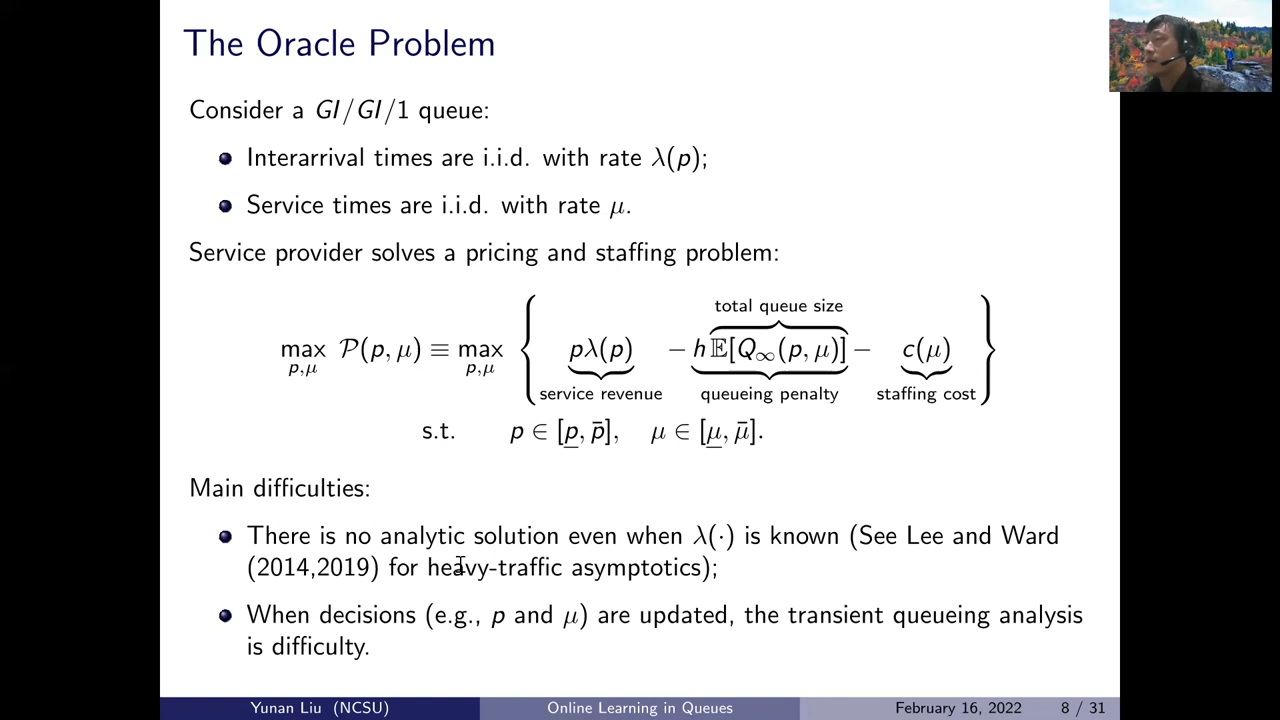 The Oracle Problem
Consider a GI/GI/1 queue:
Interarrival times are i.i.d. with rate λ(p);
Service times are i.i.d. with rate μ.
Service provider solves a pricing and staffing problem:
total queue size
max 𝒫(p, μ) ≡ max { pλ(p) − h 𝔼[Q∞(p, μ)] − c(μ) }
p,μ p,μ
service revenue queueing penalty staffing cost
s.t. p ∈ [p̲, p̄], μ ∈ [μ̲, μ̄].
Main difficulties:
There is no analytic solution even when λ(·) is known (See Lee and Ward
(2014,2019) for heavy-traffic asymptotics);
When decisions (e.g., p and μ) are updated, the transient queueing analysis
is difficulty.
Yunan Liu (NCSU) Online Learning in Queues February 16, 2022 8 / 31